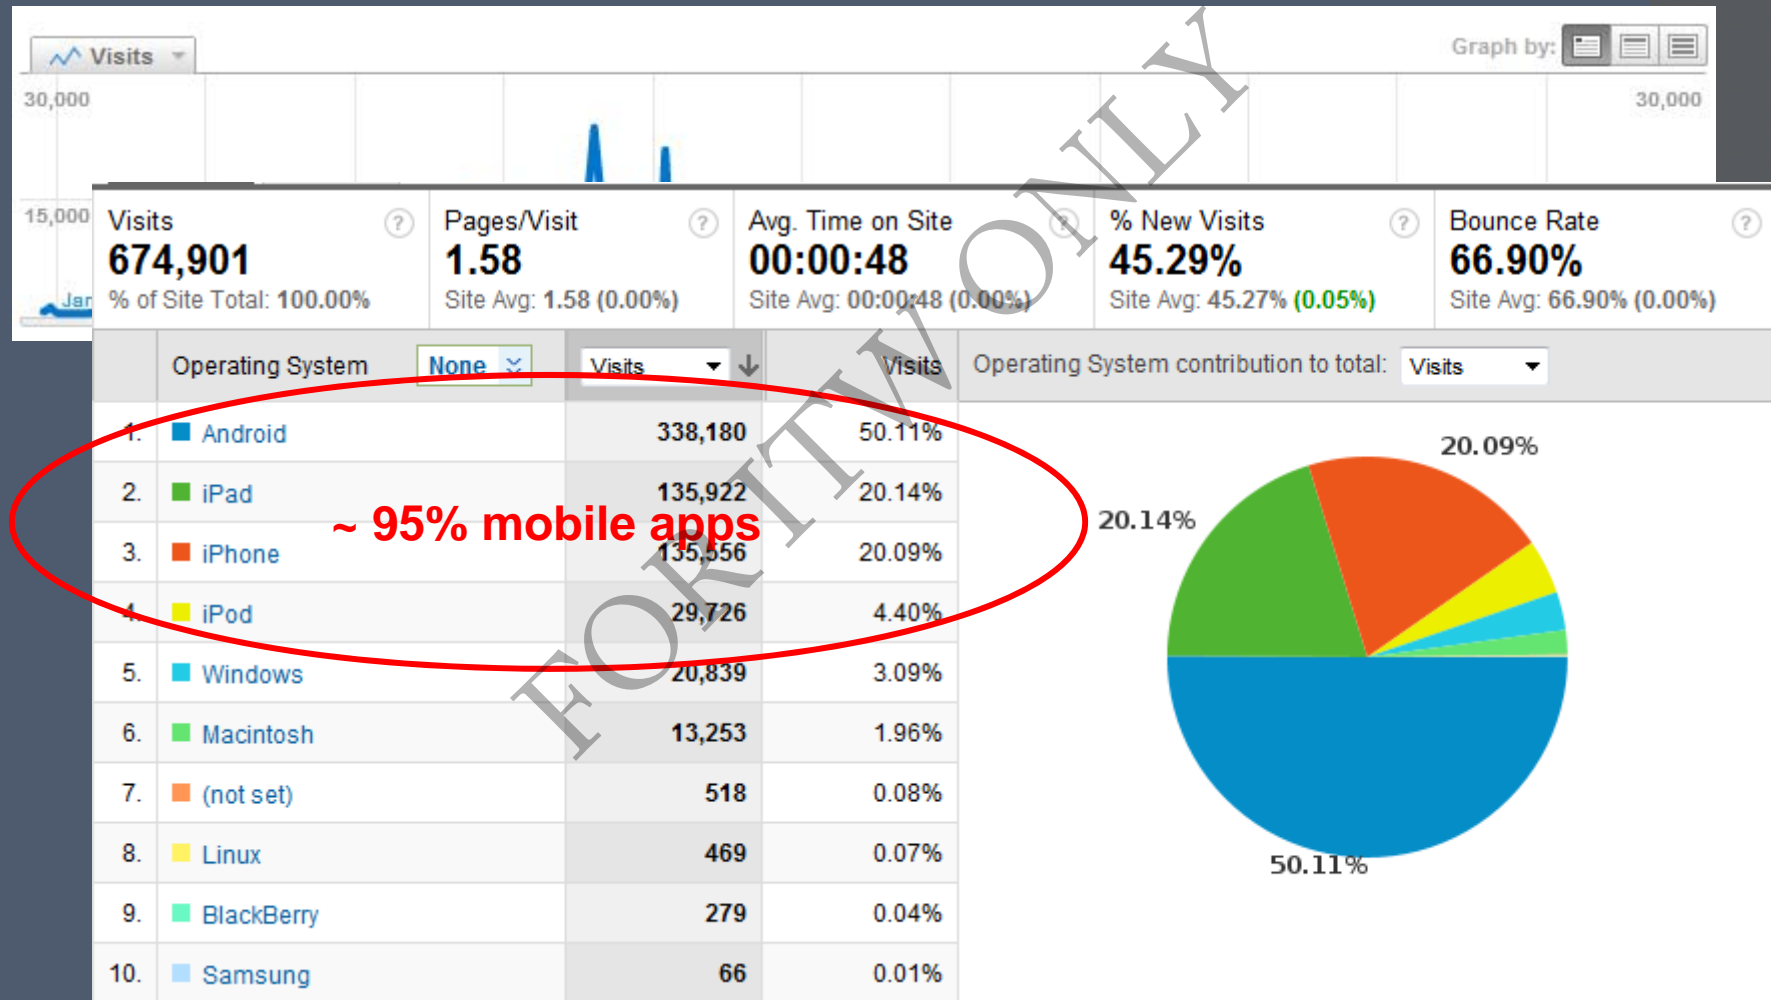 Visits
Graph by:
30,000
30,000
15,000
Jan
Visits
674,901
% of Site Total: 100.00%
Pages/Visit
1.58
Site Avg: 1.58 (0.00%)
Avg. Time on Site
00:00:48
Site Avg: 00:00:48 (0.00%)
% New Visits
45.29%
Site Avg: 45.27% (0.05%)
Bounce Rate
66.90%
Site Avg: 66.90% (0.00%)
Operating System None Visits Visits Operating System contribution to total: Visits
1. Android 338,180 50.11%
2. iPad 135,922 20.14%
~ 95% mobile apps
3. iPhone 135,556 20.09%
4. iPod 29,726 4.40%
5. Windows 20,839 3.09%
6. Macintosh 13,253 1.96%
7. (not set) 518 0.08%
8. Linux 469 0.07%
9. BlackBerry 279 0.04%
10. Samsung 66 0.01%
20.09%
20.14%
50.11%
FOR ITW ONLY